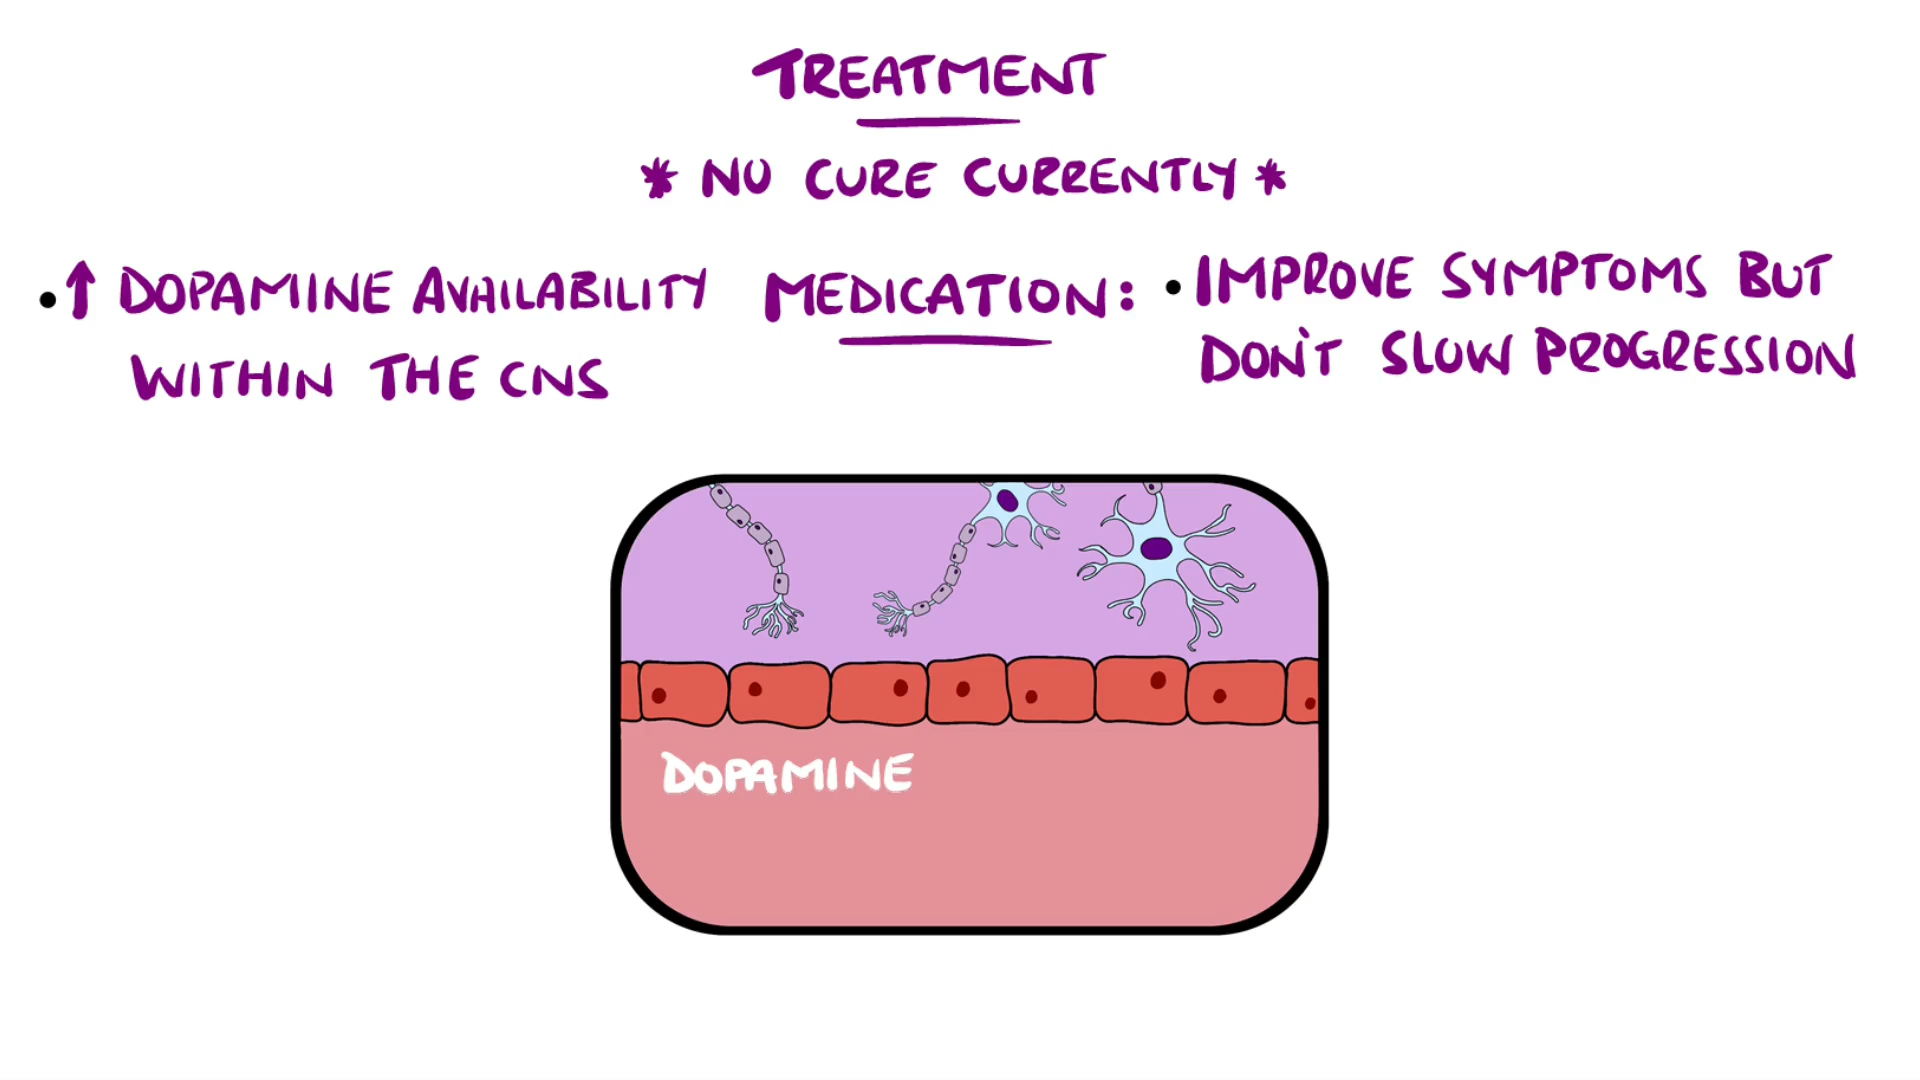 TREATMENT
* NO CURE CURRENTLY *
• ↑ DOPAMINE AVAILABILITY
WITHIN THE CNS
MEDICATION:
• IMPROVE SYMPTOMS BUT
DON'T SLOW PROGRESSION
DOPAMINE